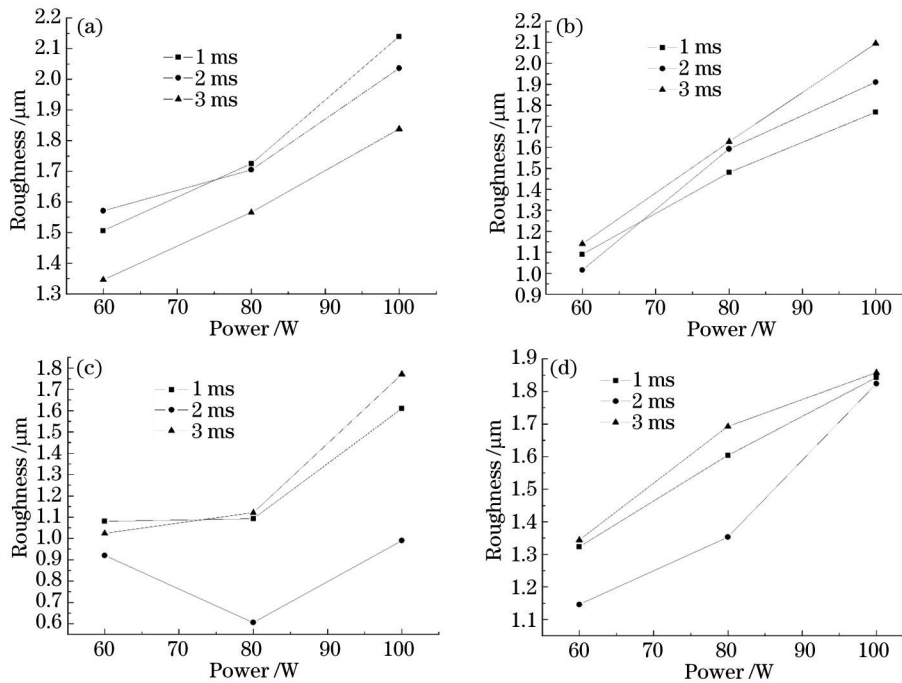 (a)
1 ms
2 ms
3 ms
Roughness /μm
2.2
2.1
2.0
1.9
1.8
1.7
1.6
1.5
1.4
1.3
60 70 80 90 100
Power /W
(b)
1 ms
2 ms
3 ms
Roughness /μm
2.2
2.1
2.0
1.9
1.8
1.7
1.6
1.5
1.4
1.3
1.2
1.1
1.0
0.9
60 70 80 90 100
Power /W
(c)
1 ms
2 ms
3 ms
Roughness /μm
1.8
1.7
1.6
1.5
1.4
1.3
1.2
1.1
1.0
0.9
0.8
0.7
0.6
60 70 80 90 100
Power /W
(d)
1 ms
2 ms
3 ms
Roughness /μm
1.9
1.8
1.7
1.6
1.5
1.4
1.3
1.2
1.1
60 70 80 90 100
Power /W